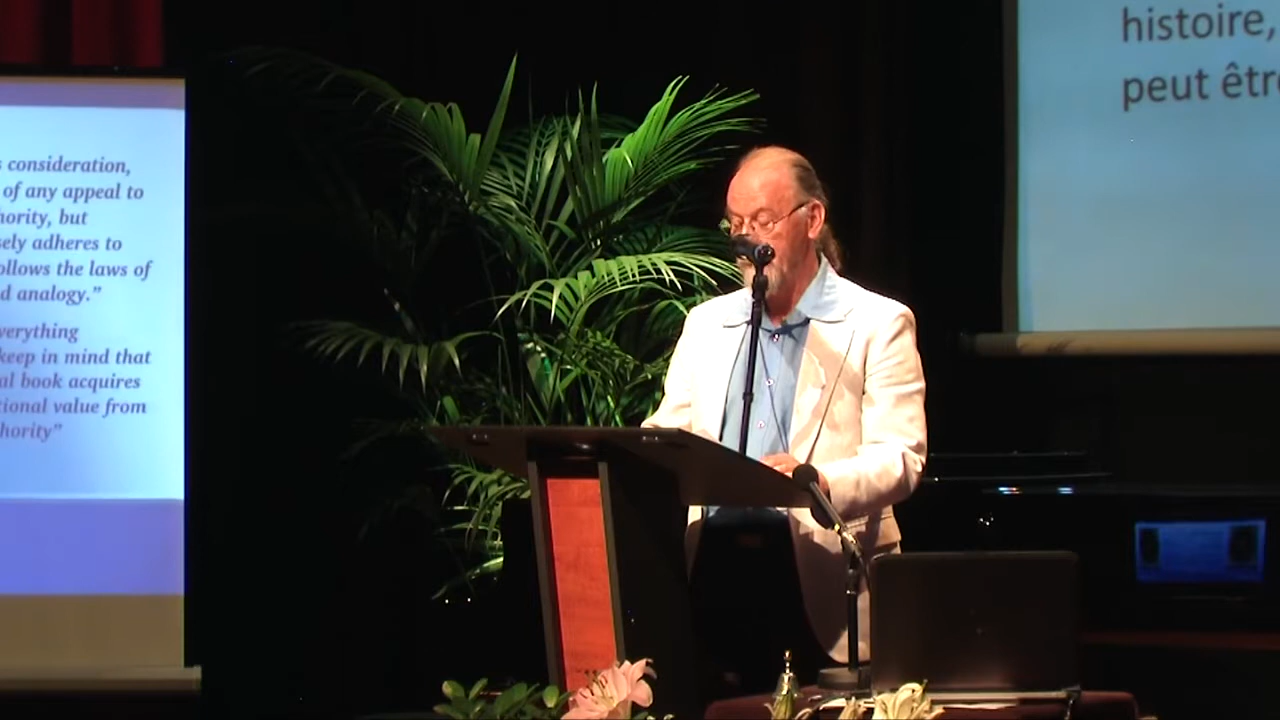 consideration,
of any appeal to
hority, but
sely adheres to
ollows the laws of
d analogy.”
verything
keep in mind that
al book acquires
tional value from
hority”
histoire,
peut êtr